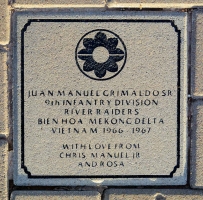 JUAN MANUEL GRIMALDO SR.
9th INFANTRY DIVISION
RIVER RAIDERS
BIEN HOA MEKONG DELTA
VIETNAM 1966-1967
WITH LOVE FROM
CHRIS MANUEL JR.
AND ROSA